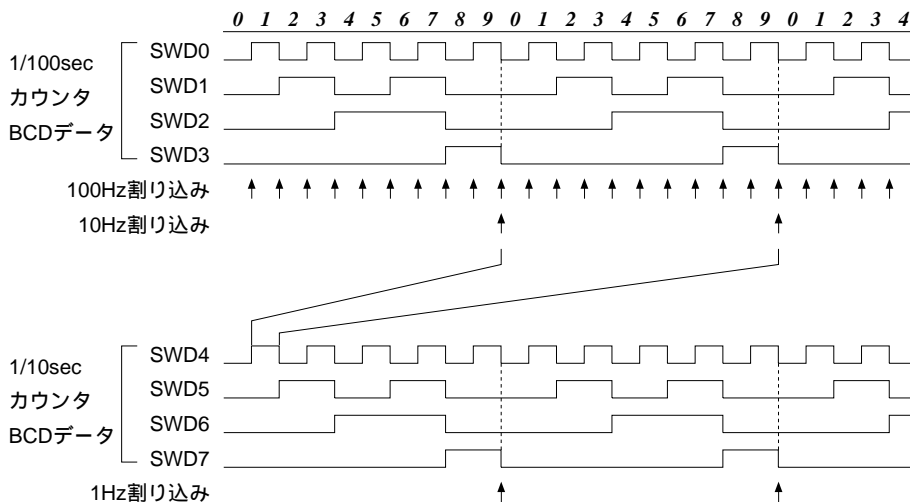 0 1 2 3 4 5 6 7 8 9 0 1 2 3 4 5 6 7 8 9 0 1 2 3 4
1/100sec
カウンタ
BCDデータ
SWD0
SWD1
SWD2
SWD3
100Hz割り込み
10Hz割り込み
1/10sec
カウンタ
BCDデータ
SWD4
SWD5
SWD6
SWD7
1Hz割り込み